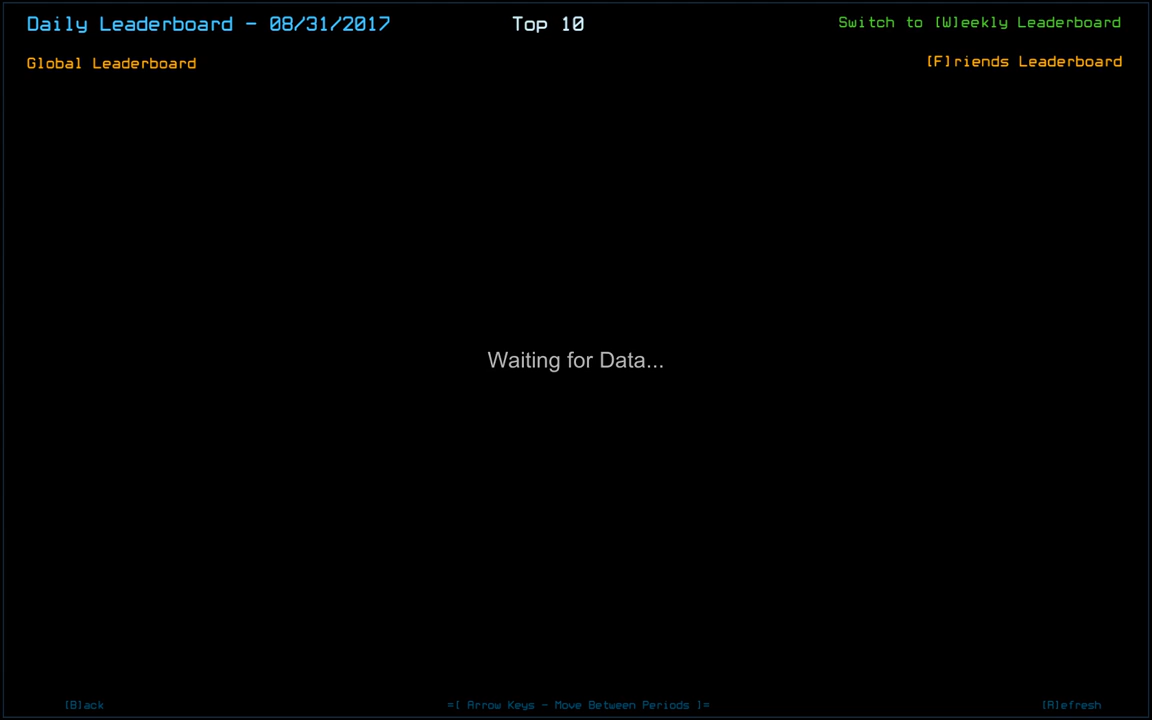 Daily Leaderboard - 08/31/2017 Top 10 Switch to [W]eekly Leaderboard
Global Leaderboard [F]riends Leaderboard
Waiting for Data...
[B]ack =[ Arrow Keys - Move Between Periods ]= [R]efresh